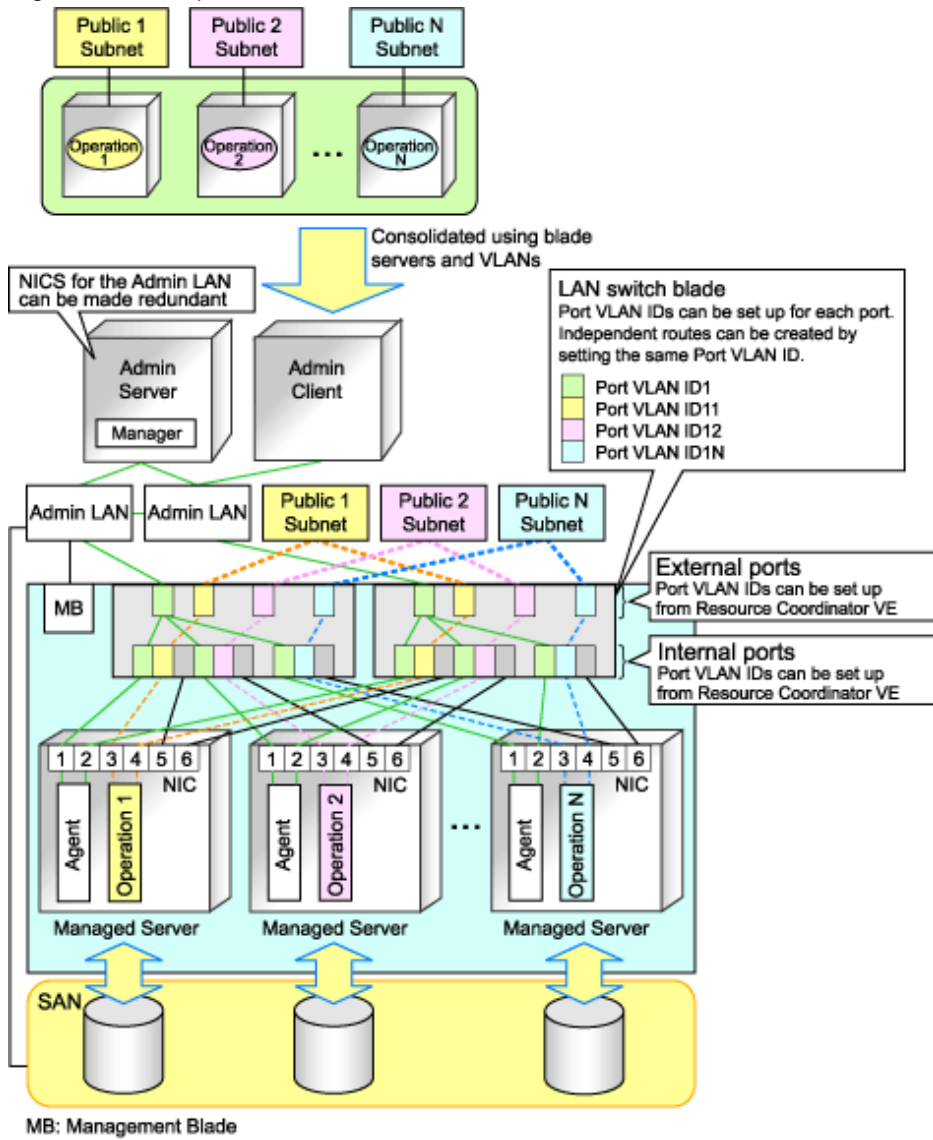 Public 1
Subnet
Public 2
Subnet
Public N
Subnet
Operation
1
Operation
2
...
Operation
N
Consolidated using blade
servers and VLANs
NICS for the Admin LAN
can be made redundant
LAN switch blade
Port VLAN IDs can be set up for each port.
Independent routes can be created by
setting the same Port VLAN ID.
Port VLAN ID1
Port VLAN ID11
Port VLAN ID12
Port VLAN ID1N
Admin
Server
Manager
Admin
Client
Admin LAN
Admin LAN
Public 1
Subnet
Public 2
Subnet
Public N
Subnet
MB
External ports
Port VLAN IDs can be set up
from Resource Coordinator VE
Internal ports
Port VLAN IDs can be set up
from Resource Coordinator VE
1 2 3 4 5 6
NIC
Agent
Operation 1
1 2 3 4 5 6
NIC
Agent
Operation 2
...
1 2 3 4 5 6
NIC
Agent
Operation N
Managed Server
Managed Server
Managed Server
SAN
MB: Management Blade